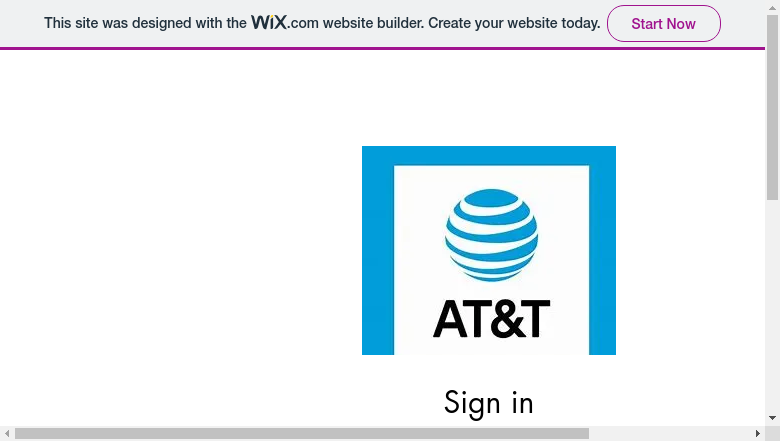 This site was designed with the WiX.com website builder. Create your website today. Start Now
AT&T
Sign in